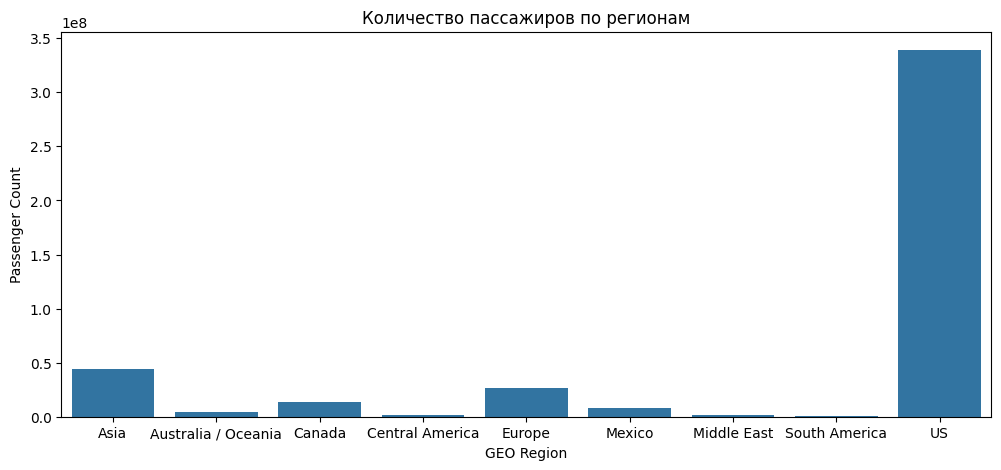 Количество пассажиров по регионам
1e8
3.5
3.0
2.5
2.0
1.5
1.0
0.5
0.0
Passenger Count
Asia
Australia / Oceania
Canada
Central America
Europe
Mexico
Middle East
South America
US
GEO Region